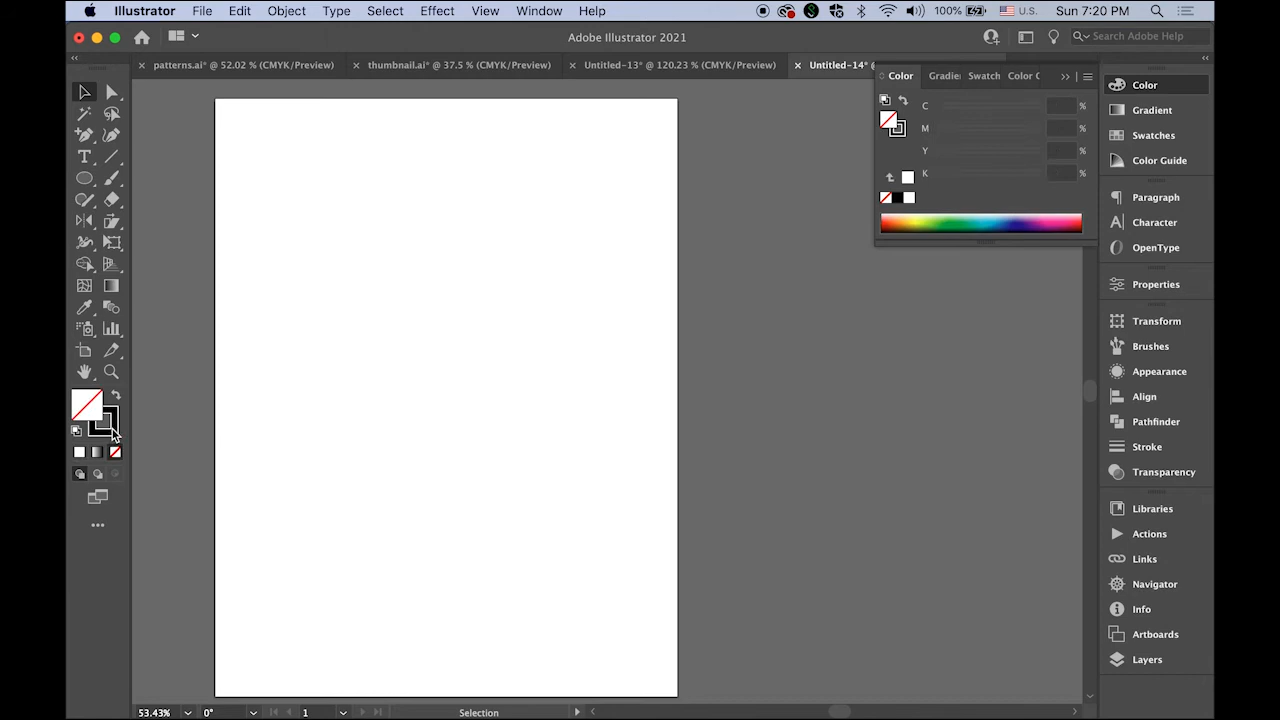 Illustrator File Edit Object Type Select Effect View Window Help 100% U.S. Sun 7:20 PM
Adobe Illustrator 2021 Search Adobe Help
patterns.ai* @ 52.02 % (CMYK/Preview) thumbnail.ai* @ 37.5 % (CMYK/Preview) Untitled-13* @ 120.23 % (CMYK/Preview) Untitled-14* @
Color Gradie Swatch Color C
C %
M %
Y %
K %
Color
Gradient
Swatches
Color Guide
Paragraph
Character
OpenType
Properties
Transform
Brushes
Appearance
Align
Pathfinder
Stroke
Transparency
Libraries
Actions
Links
Navigator
Info
Artboards
Layers
53.43% 0° 1 Selection